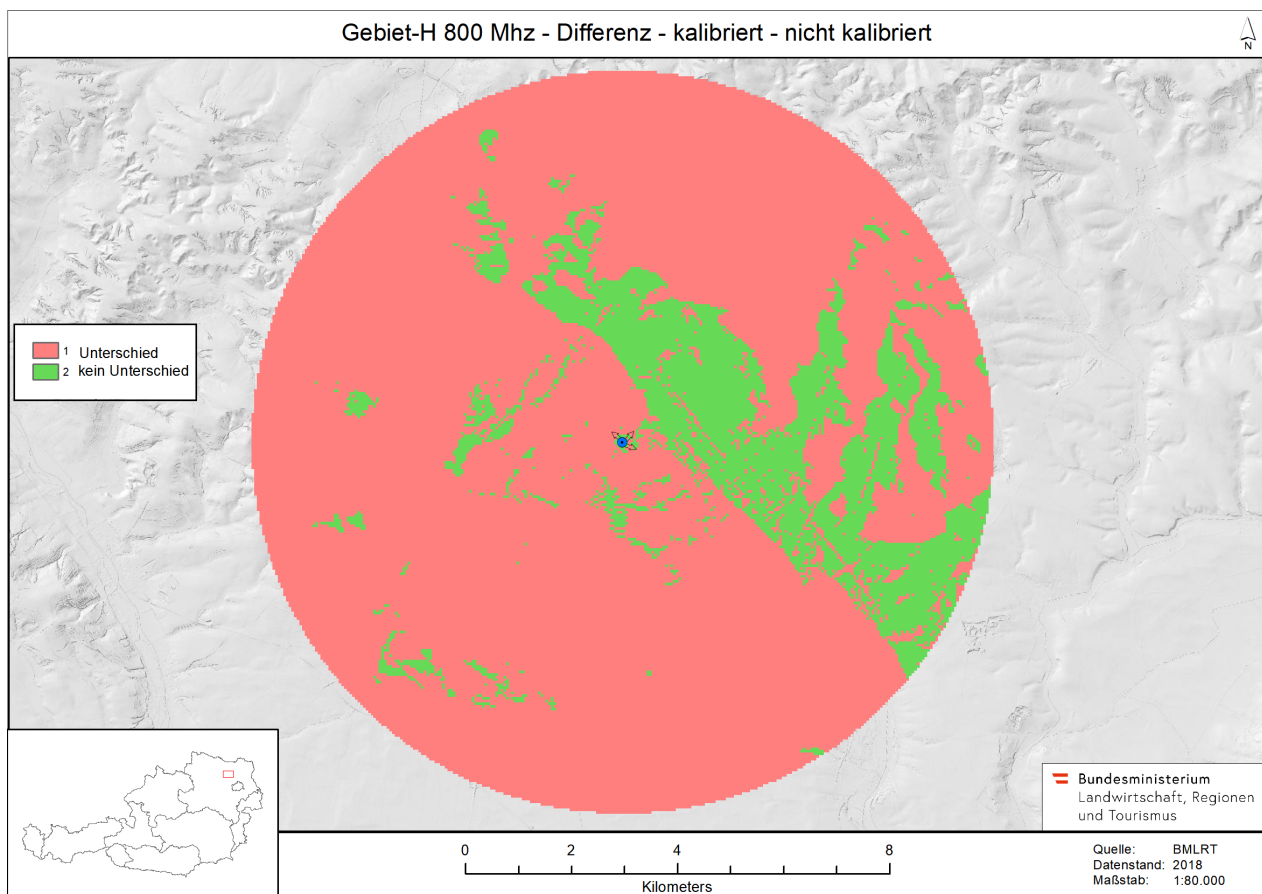 Gebiet-H 800 Mhz - Differenz - kalibriert - nicht kalibriert
N
1 Unterschied
2 kein Unterschied
Bundesministerium
Landwirtschaft, Regionen
und Tourismus
0 2 4 8
Kilometers
Quelle: BMLRT
Datenstand: 2018
Maßstab: 1:80.000